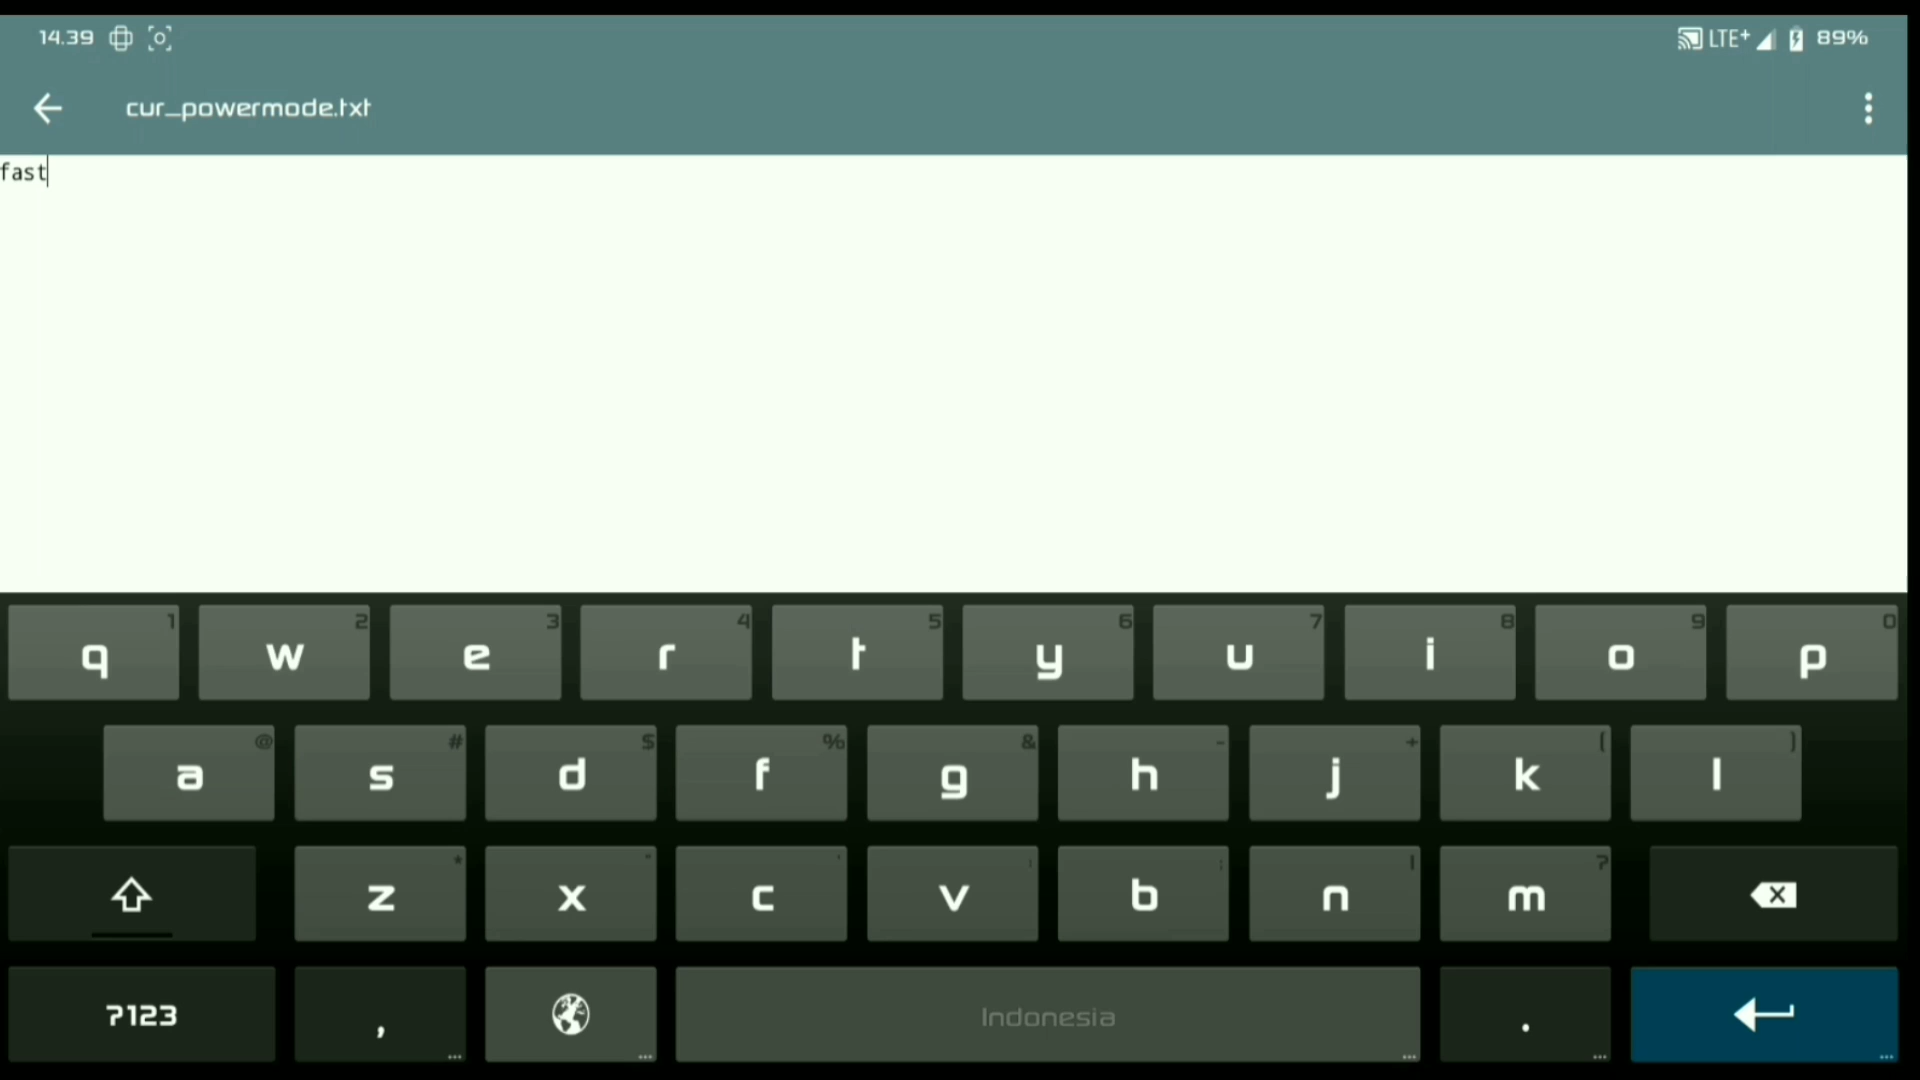 14.39 LTE+ 89%
cur_powermode.txt
fast
1 2 3 4 5 6 7 8 9 0
q w e r t y u i o p
@ # $ % & - + ( )
a s d f g h j k l
* " ' : ; ! ?
z x c v b n m
?123 , Indonesia .